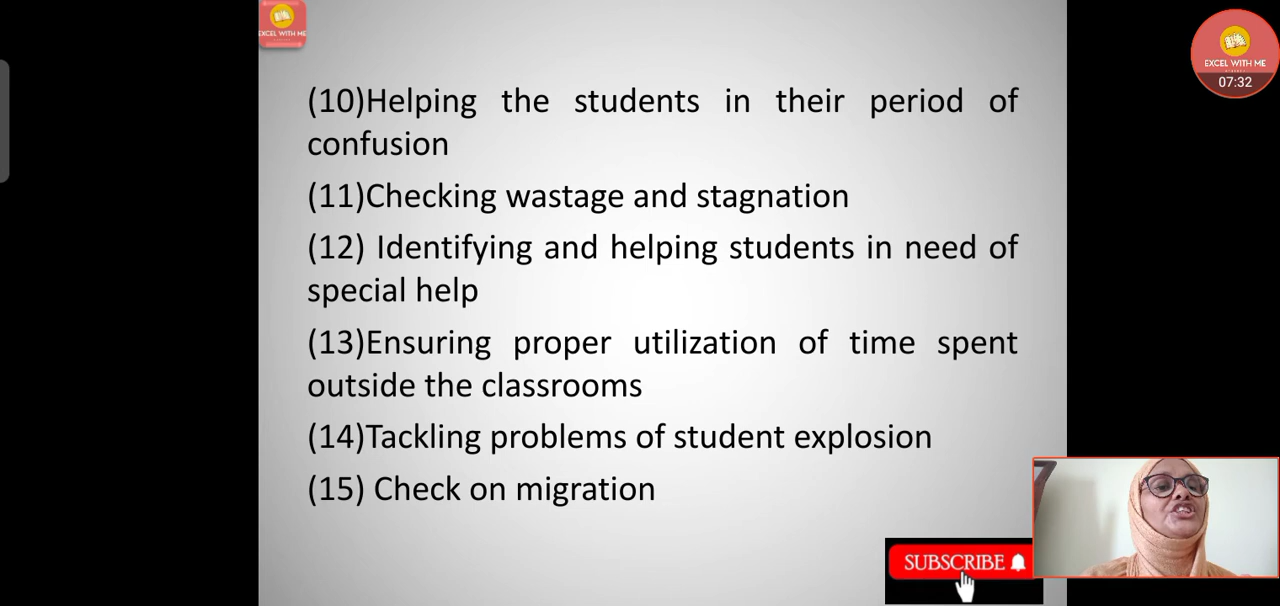 EXCEL WITH ME
EXCEL WITH ME
07:32
(10)Helping the students in their period of
confusion
(11)Checking wastage and stagnation
(12) Identifying and helping students in need of
special help
(13)Ensuring proper utilization of time spent
outside the classrooms
(14)Tackling problems of student explosion
(15) Check on migration
SUBSCRIBE